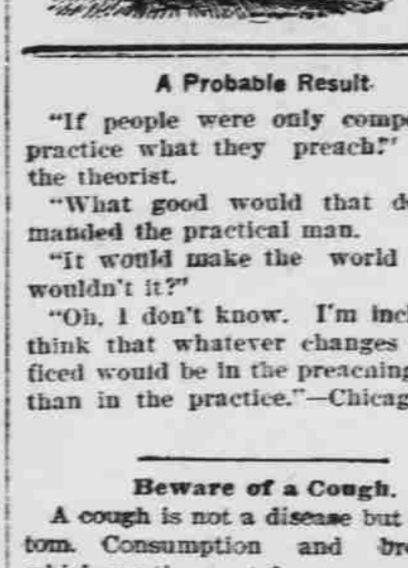 A Probable Result.
"If people were only comp
practice what they preach!"
the theorist.
"What good would that d
manded the practical man.
"It would make the world
wouldn't it?"
"Oh, I don't know. I'm incl
think that whatever changes
ficed would be in the preaching
than in the practice."—Chicag
Beware of a Cough.
A cough is not a disease but
tom. Consumption and br